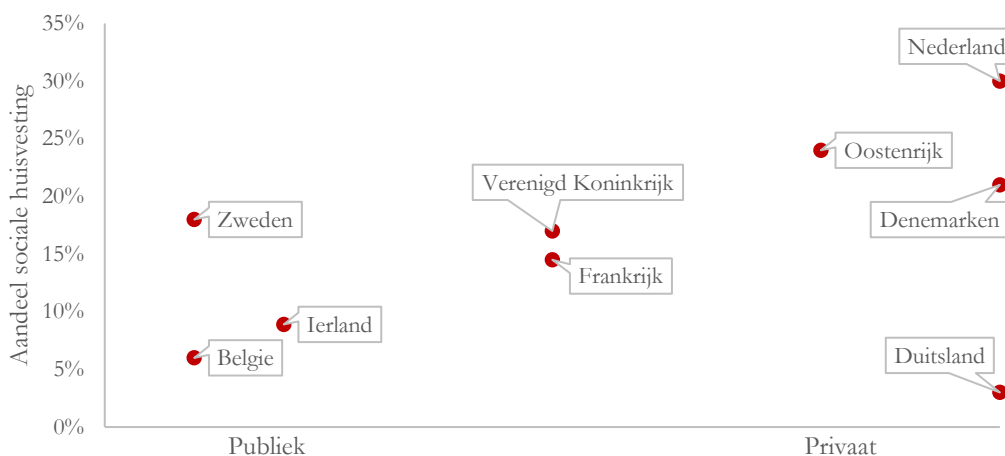 35%
30%
25%
20%
15%
10%
5%
0%
Aandeel sociale huisvesting
Nederland
Oostenrijk
Verenigd Koninkrijk
Denemarken
Zweden
Frankrijk
Ierland
Belgie
Duitsland
Publiek
Privaat